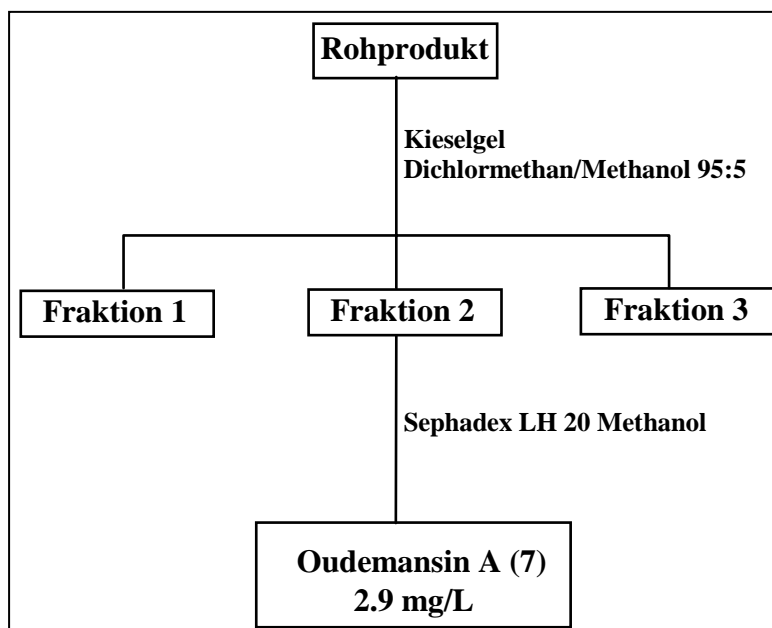 Rohprodukt
Kieselgel
Dichlormethan/Methanol 95:5
Fraktion 1
Fraktion 2
Fraktion 3
Sephadex LH 20 Methanol
Oudemansin A (7)
2.9 mg/L